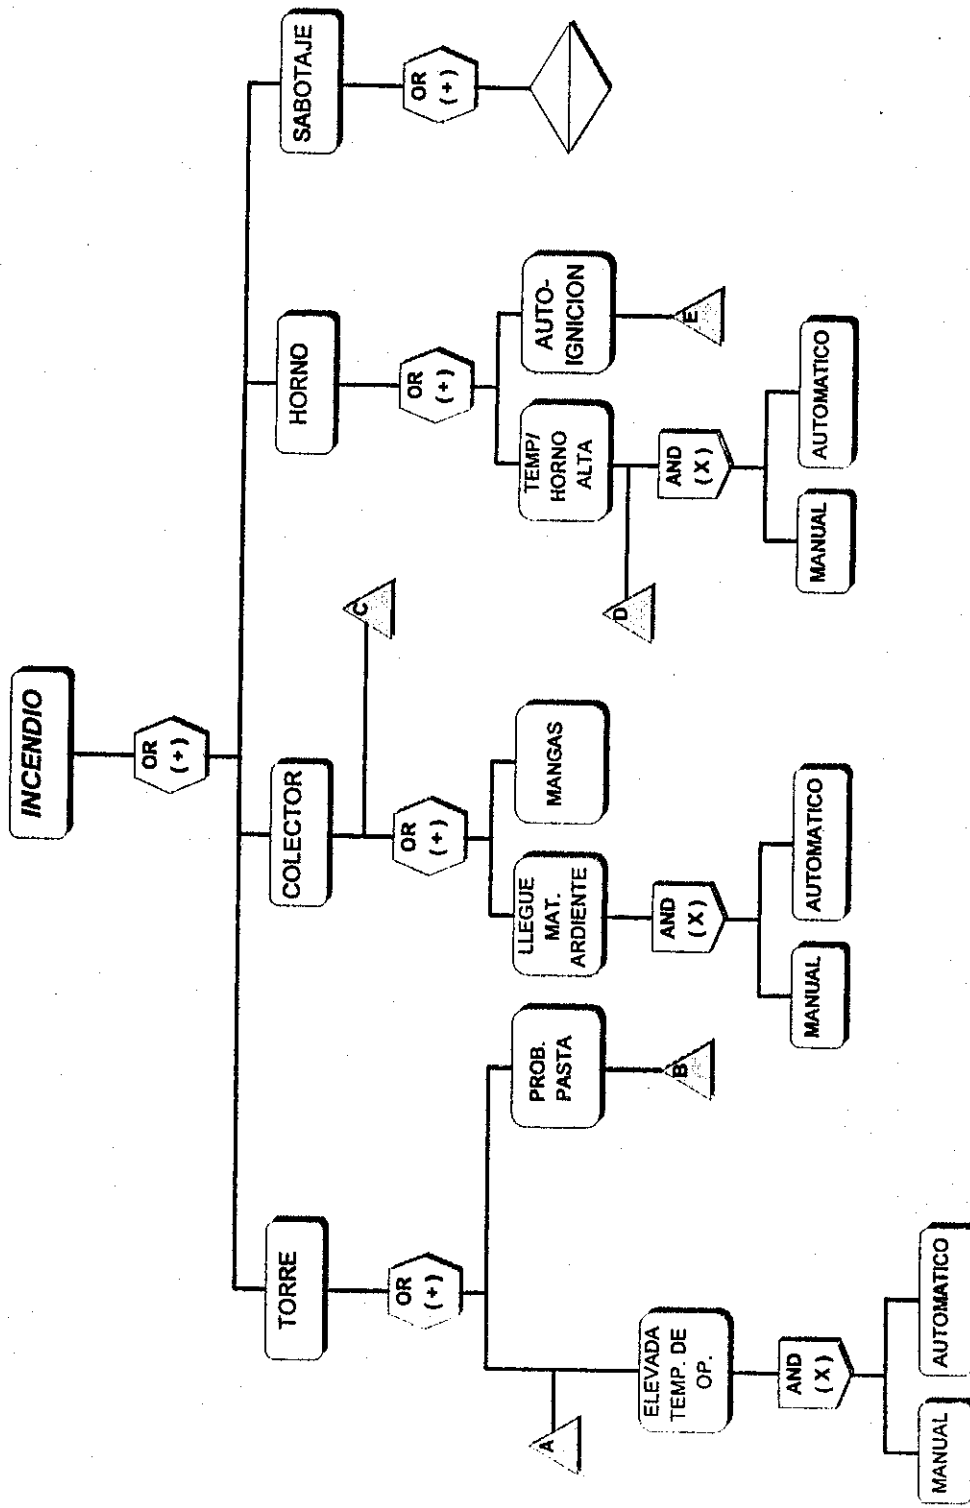 INCENDIO
OR
(+)
TORRE
COLECTOR
HORNO
SABOTAJE
OR
(+)
OR
(+)
OR
(+)
OR
(+)
C
A
PROB.
PASTA
LLEGUE
MAT.
ARDIENTE
MANGAS
TEMP/
HORNO
ALTA
AUTO-
IGNICION
B
D
E
ELEVADA
TEMP. DE
OP.
AND
(X)
AND
(X)
AND
(X)
MANUAL
AUTOMATICO
MANUAL
AUTOMATICO
MANUAL
AUTOMATICO